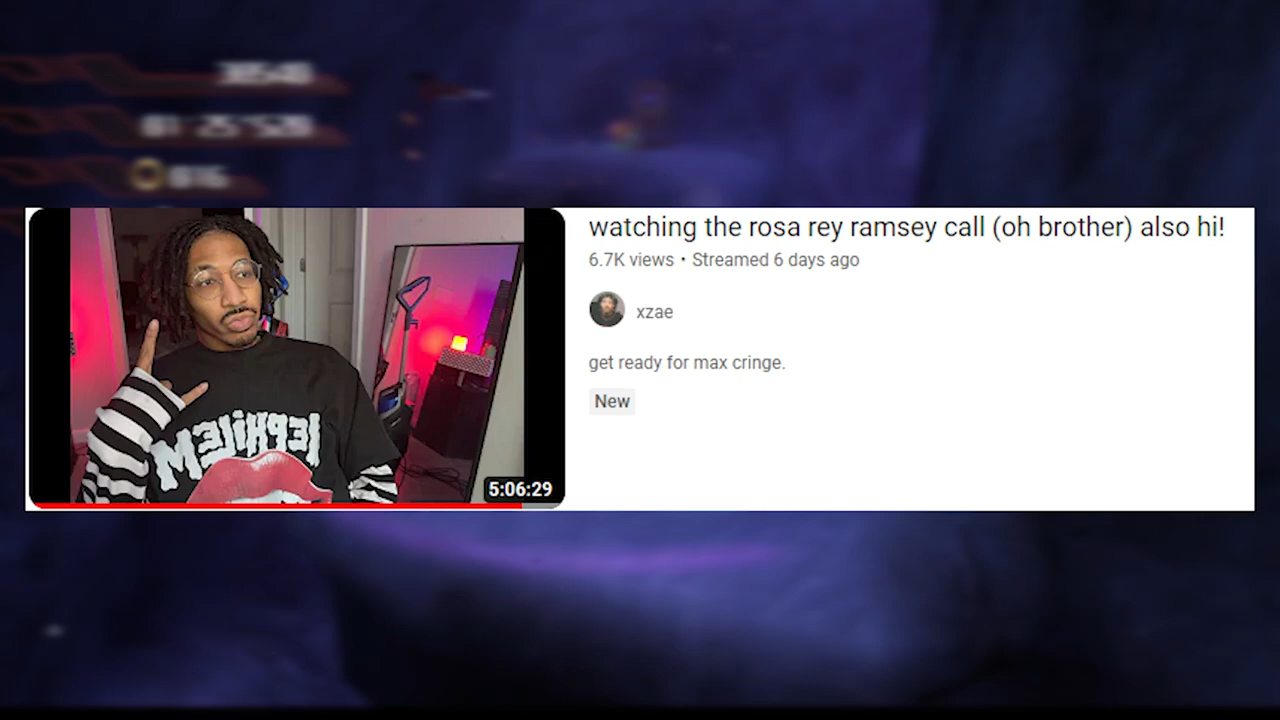 watching the rosa rey ramsey call (oh brother) also hi!
6.7K views • Streamed 6 days ago
xzae
get ready for max cringe.
New
5:06:29